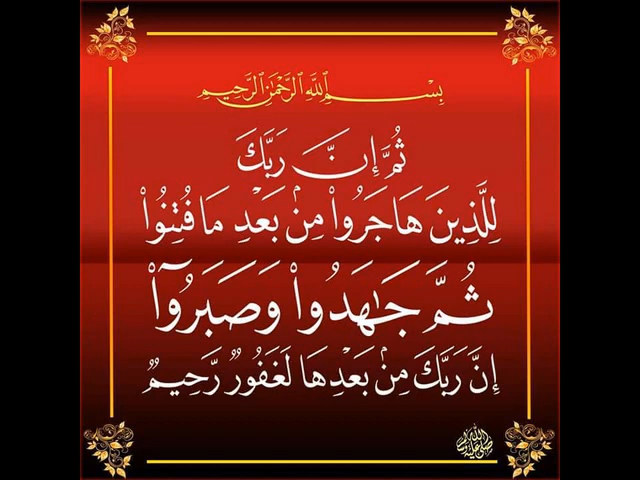 بِسْمِ ٱللَّهِ ٱلرَّحْمَٰنِ ٱلرَّحِيمِ
ثُمَّ إِنَّ رَبَّكَ
لِلَّذِينَ هَاجَرُوا۟ مِنۢ بَعْدِ مَا فُتِنُوا۟
ثُمَّ جَٰهَدُوا۟ وَصَبَرُوٓا۟
إِنَّ رَبَّكَ مِنۢ بَعْدِهَا لَغَفُورٌ رَّحِيمٌ